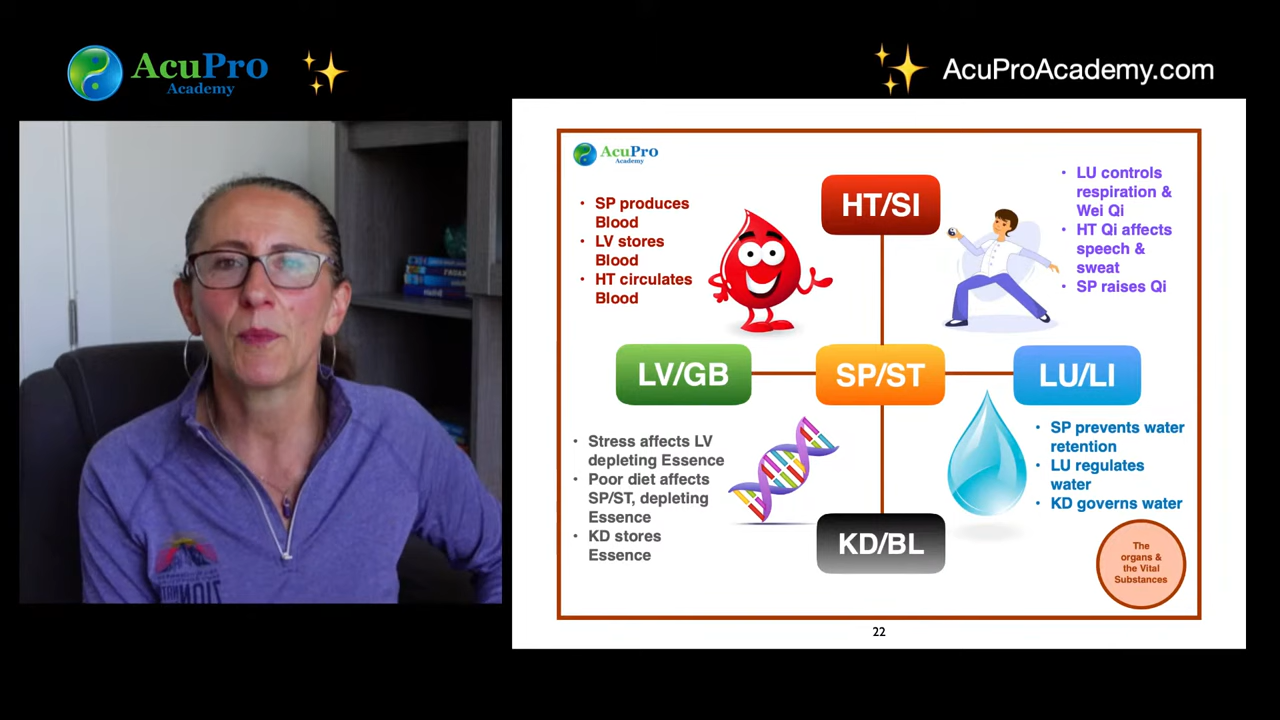 AcuPro
Academy
AcuProAcademy.com
AcuPro
Academy
• SP produces
Blood
• LV stores
Blood
• HT circulates
Blood
HT/SI
• LU controls
respiration &
Wei Qi
• HT Qi affects
speech &
sweat
• SP raises Qi
LV/GB
SP/ST
LU/LI
• Stress affects LV
depleting Essence
• Poor diet affects
SP/ST, depleting
Essence
• KD stores
Essence
• SP prevents water
retention
• LU regulates
water
• KD governs water
KD/BL
The
organs &
the Vital
Substances
22